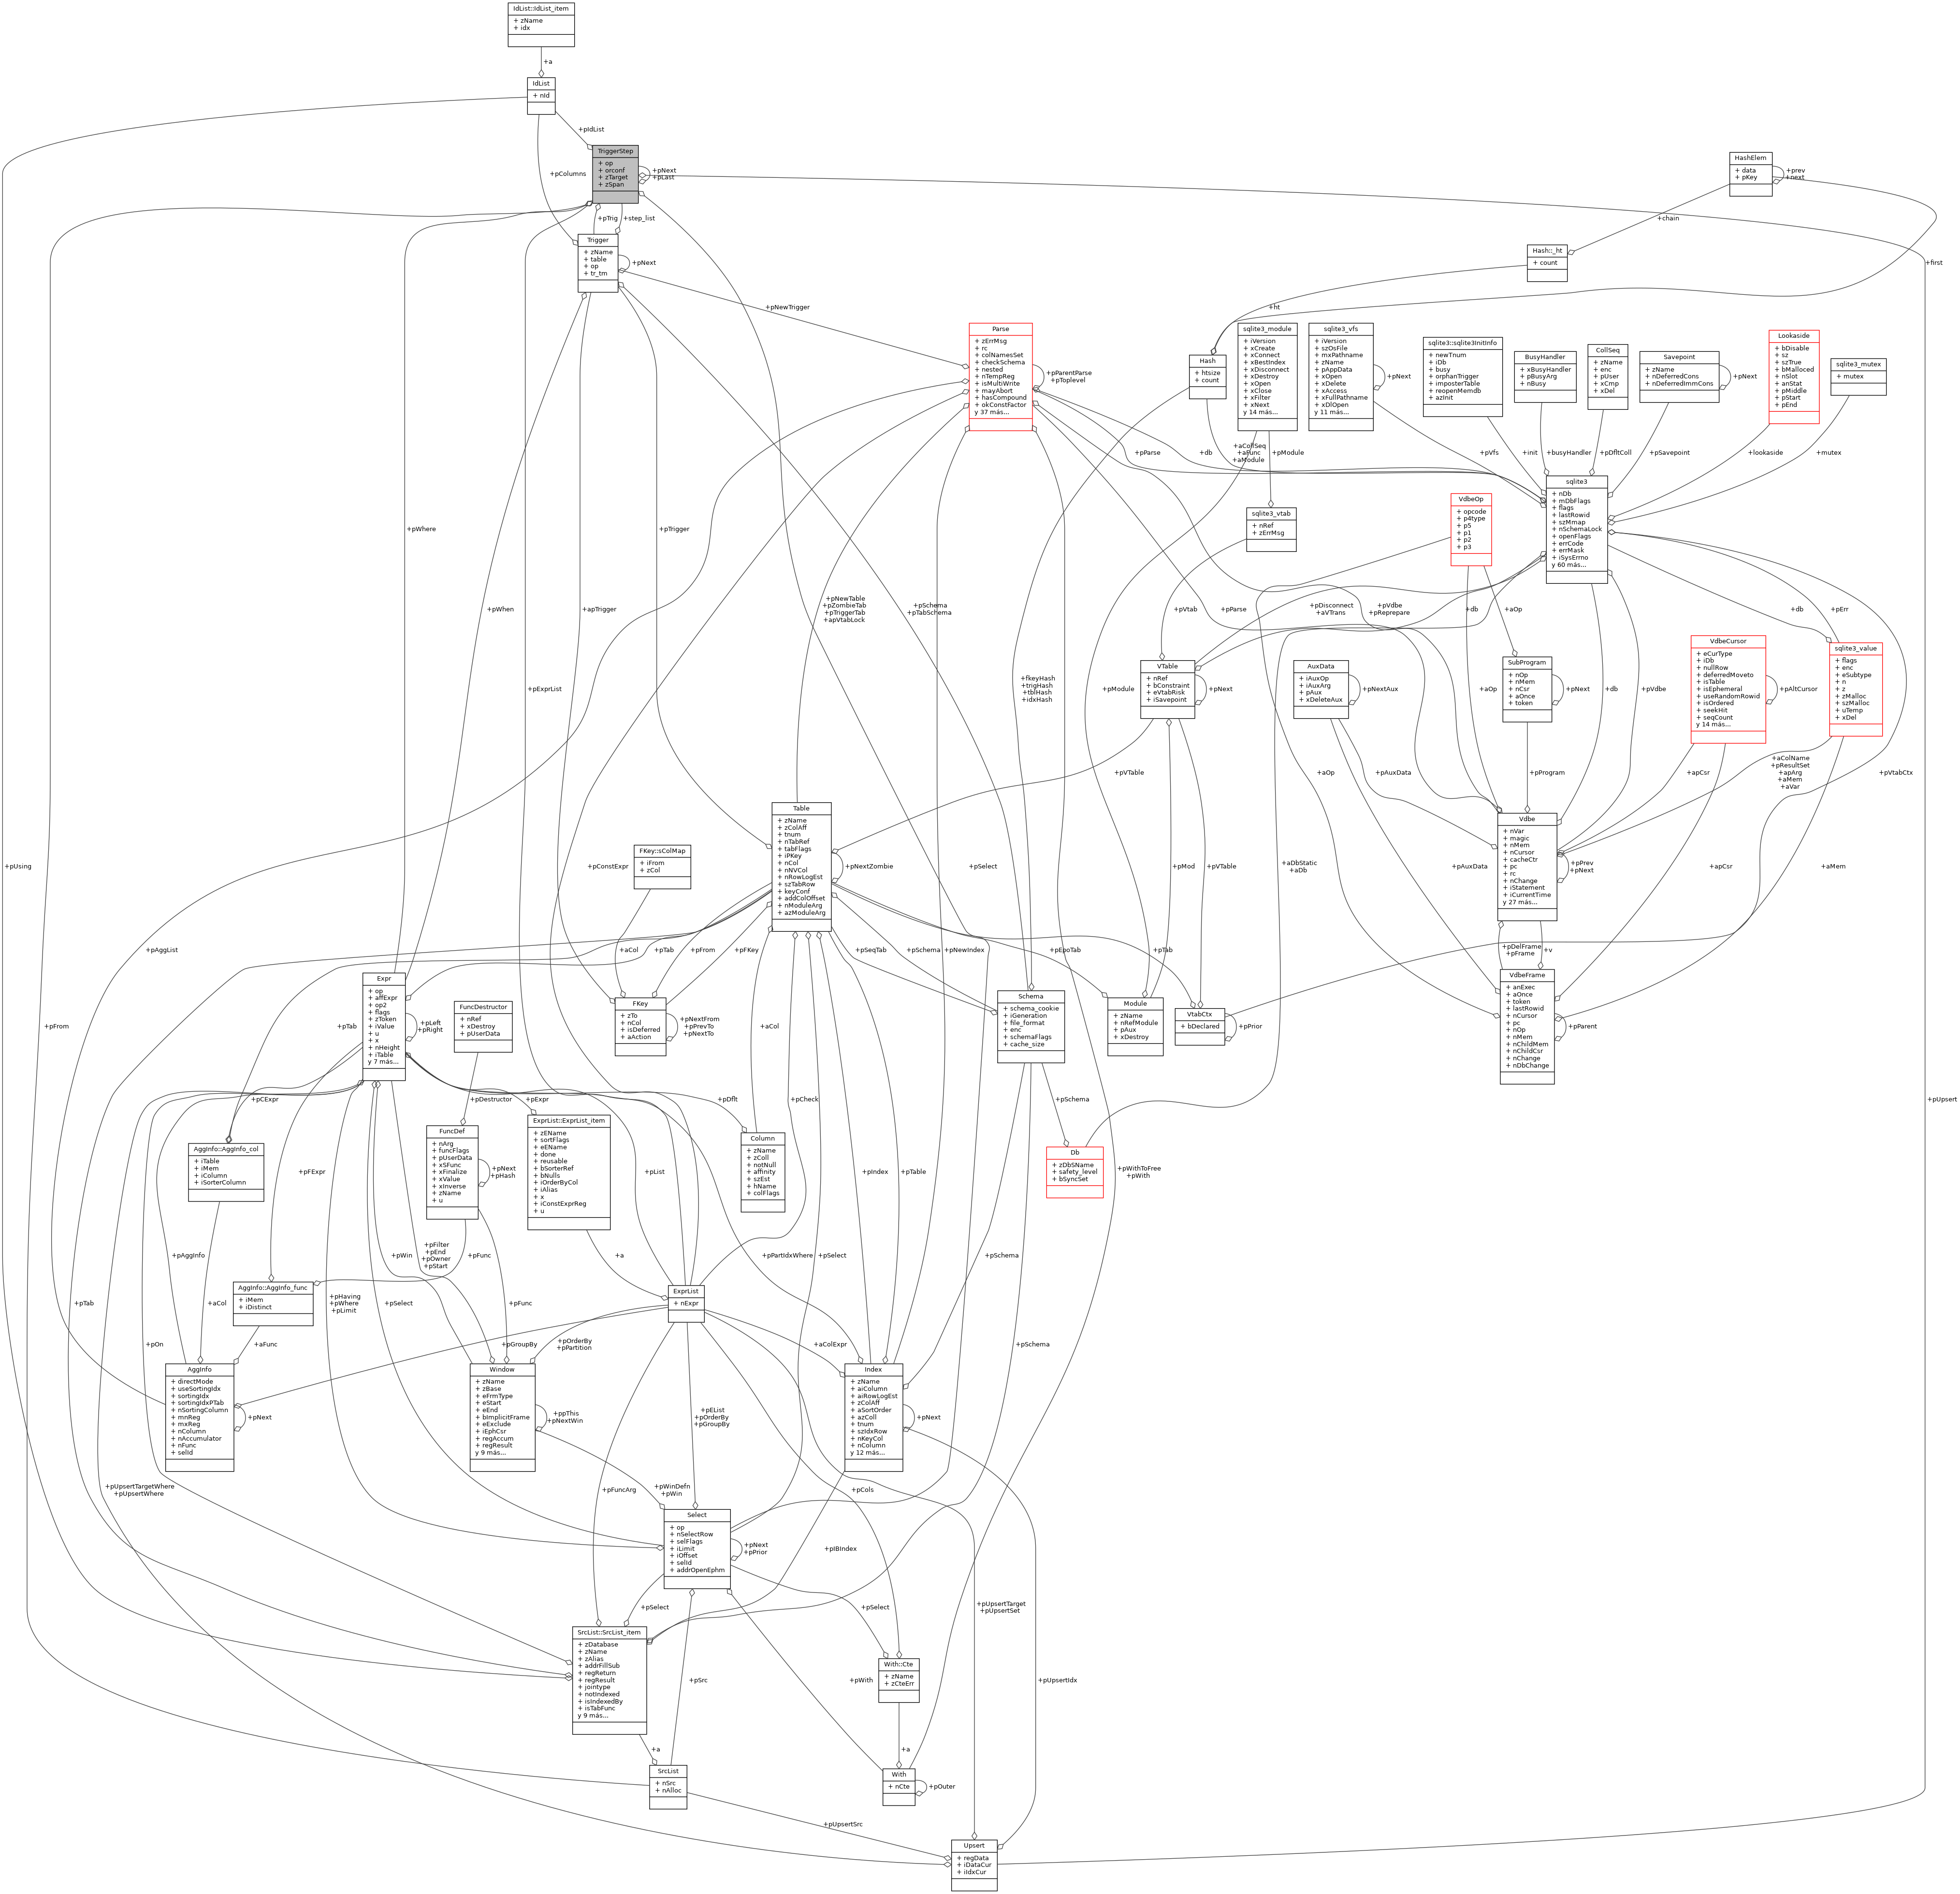 IdList::IdList_item
+ zName
+ idx
+a
IdList
+ nId
+pIdList
TriggerStep
+ op
+ orconf
+ zTarget
+ zSpan
+pNext
+pLast
+pColumns
+pTrig
+step_list
Trigger
+ zName
+ table
+ op
+ tr_tm
+pNext
HashElem
+ data
+ pKey
+prev
+next
+chain
Hash::_ht
+ count
+first
+ht
+pNewTrigger
Parse
+ zErrMsg
+ rc
+ colNamesSet
+ checkSchema
+ nested
+ nTempReg
+ isMultiWrite
+ mayAbort
+ hasCompound
+ okConstFactor
y 37 más...
+pParentParse
+pToplevel
Hash
+ htsize
+ count
sqlite3_module
+ iVersion
+ xCreate
+ xConnect
+ xBestIndex
+ xDisconnect
+ xDestroy
+ xOpen
+ xClose
+ xFilter
+ xNext
y 14 más...
sqlite3_vfs
+ iVersion
+ szOsFile
+ mxPathname
+ zName
+ pAppData
+ xOpen
+ xDelete
+ xAccess
+ xFullPathname
+ xDlOpen
y 11 más...
+pNext
sqlite3::sqlite3InitInfo
+ newTnum
+ iDb
+ busy
+ orphanTrigger
+ imposterTable
+ reopenMemdb
+ azInit
BusyHandler
+ xBusyHandler
+ pBusyArg
+ nBusy
CollSeq
+ zName
+ enc
+ pUser
+ xCmp
+ xDel
Savepoint
+ zName
+ nDeferredCons
+ nDeferredImmCons
+pNext
Lookaside
+ bDisable
+ sz
+ szTrue
+ bMalloced
+ nSlot
+ anStat
+ pMiddle
+ pStart
+ pEnd
sqlite3_mutex
+ mutex
+pParse
+db
+aCollSeq
+aFunc
+aModule
+pModule
+pVfs
+init
+busyHandler
+pDfltColl
+pSavepoint
+lookaside
+mutex
sqlite3
+ nDb
+ mDbFlags
+ flags
+ lastRowid
+ szMmap
+ nSchemaLock
+ openFlags
+ errCode
+ errMask
+ iSysErrno
y 60 más...
VdbeOp
+ opcode
+ p4type
+ p5
+ p1
+ p2
+ p3
sqlite3_vtab
+ nRef
+ zErrMsg
+pWhere
+pTrigger
+pWhen
+apTrigger
+pNewTable
+pZombieTab
+pTriggerTab
+apVtabLock
+pSchema
+pTabSchema
+pVtab
+pParse
+pDisconnect
+aVTrans
+pVdbe
+pReprepare
+db
+aOp
+db
+pErr
VdbeCursor
+ eCurType
+ iDb
+ nullRow
+ deferredMoveto
+ isTable
+ isEphemeral
+ useRandomRowid
+ isOrdered
+ seekHit
+ seqCount
y 14 más...
+pAltCursor
sqlite3_value
+ flags
+ enc
+ eSubtype
+ n
+ z
+ zMalloc
+ szMalloc
+ uTemp
+ xDel
VTable
+ nRef
+ bConstraint
+ eVtabRisk
+ iSavepoint
+pNext
AuxData
+ iAuxOp
+ iAuxArg
+ pAux
+ xDeleteAux
+pNextAux
SubProgram
+ nOp
+ nMem
+ nCsr
+ aOnce
+ token
+pNext
+pExprList
+fkeyHash
+trigHash
+tblHash
+idxHash
+pModule
+aOp
+db
+pVdbe
+pVTable
+aOp
+pAuxData
+pProgram
+apCsr
+aColName
+pResultSet
+apArg
+aMem
+aVar
+pVtabCtx
Table
+ zName
+ zColAff
+ tnum
+ nTabRef
+ tabFlags
+ iPKey
+ nCol
+ nNVCol
+ nRowLogEst
+ szTabRow
+ keyConf
+ addColOffset
+ nModuleArg
+ azModuleArg
+pNextZombie
Vdbe
+ nVar
+ magic
+ nMem
+ nCursor
+ cacheCtr
+ pc
+ rc
+ nChange
+ iStatement
+ iCurrentTime
y 27 más...
+pPrev
+pNext
FKey::sColMap
+ iFrom
+ zCol
+pUsing
+pConstExpr
+pSelect
+pMod
+pVTable
+aDbStatic
+aDb
+pAuxData
+apCsr
+aMem
+pFrom
+pAggList
+aCol
+pTab
+pFrom
+pFKey
+pSeqTab
+pSchema
+pNewIndex
+pEpoTab
+pTab
+pDelFrame
+pFrame
+v
Expr
+ op
+ affExpr
+ op2
+ flags
+ zToken
+ iValue
+ u
+ x
+ nHeight
+ iTable
y 7 más...
+pLeft
+pRight
FuncDestructor
+ nRef
+ xDestroy
+ pUserData
FKey
+ zTo
+ nCol
+ isDeferred
+ aAction
+pNextFrom
+pPrevTo
+pNextTo
Schema
+ schema_cookie
+ iGeneration
+ file_format
+ enc
+ schemaFlags
+ cache_size
Module
+ zName
+ nRefModule
+ pAux
+ xDestroy
VtabCtx
+ bDeclared
+pPrior
VdbeFrame
+ anExec
+ aOnce
+ token
+ lastRowid
+ nCursor
+ pc
+ nOp
+ nMem
+ nChildMem
+ nChildCsr
+ nChange
+ nDbChange
+pParent
+pTab
+aCol
+pCExpr
+pDestructor
+pExpr
+pDflt
+pCheck
+pSchema
+pUpsert
AggInfo::AggInfo_col
+ iTable
+ iMem
+ iColumn
+ iSorterColumn
FuncDef
+ nArg
+ funcFlags
+ pUserData
+ xSFunc
+ xFinalize
+ xValue
+ xInverse
+ zName
+ u
+pNext
+pHash
ExprList::ExprList_item
+ zEName
+ sortFlags
+ eEName
+ done
+ reusable
+ bSorterRef
+ bNulls
+ iOrderByCol
+ iAlias
+ x
+ iConstExprReg
+ u
Column
+ zName
+ zColl
+ notNull
+ affinity
+ szEst
+ hName
+ colFlags
Db
+ zDbSName
+ safety_level
+ bSyncSet
+pFExpr
+pList
+pIndex
+pTable
+pWithToFree
+pWith
+pAggInfo
+pWin
+pFilter
+pEnd
+pOwner
+pStart
+pFunc
+a
+pPartIdxWhere
+pSelect
+pSchema
AggInfo::AggInfo_func
+ iMem
+ iDistinct
ExprList
+ nExpr
+pTab
+aCol
+pHaving
+pWhere
+pLimit
+pSelect
+pFunc
+pOn
+aFunc
+pGroupBy
+pOrderBy
+pPartition
+aColExpr
+pSchema
AggInfo
+ directMode
+ useSortingIdx
+ sortingIdx
+ sortingIdxPTab
+ nSortingColumn
+ mnReg
+ mxReg
+ nColumn
+ nAccumulator
+ nFunc
+ selId
+pNext
Window
+ zName
+ zBase
+ eFrmType
+ eStart
+ eEnd
+ bImplicitFrame
+ eExclude
+ iEphCsr
+ regAccum
+ regResult
y 9 más...
+ppThis
+pNextWin
+pEList
+pOrderBy
+pGroupBy
Index
+ zName
+ aiColumn
+ aiRowLogEst
+ zColAff
+ aSortOrder
+ azColl
+ tnum
+ szIdxRow
+ nKeyCol
+ nColumn
y 12 más...
+pNext
+pUpsertTargetWhere
+pUpsertWhere
+pFuncArg
+pWinDefn
+pWin
+pCols
Select
+ op
+ nSelectRow
+ selFlags
+ iLimit
+ iOffset
+ selId
+ addrOpenEphm
+pNext
+pPrior
+pIBIndex
+pSelect
+pSelect
+pUpsertTarget
+pUpsertSet
SrcList::SrcList_item
+ zDatabase
+ zName
+ zAlias
+ addrFillSub
+ regReturn
+ regResult
+ jointype
+ notIndexed
+ isIndexedBy
+ isTabFunc
y 9 más...
+pSrc
+pWith
With::Cte
+ zName
+ zCteErr
+pUpsertIdx
+a
+a
SrcList
+ nSrc
+ nAlloc
With
+ nCte
+pOuter
+pUpsertSrc
Upsert
+ regData
+ iDataCur
+ iIdxCur